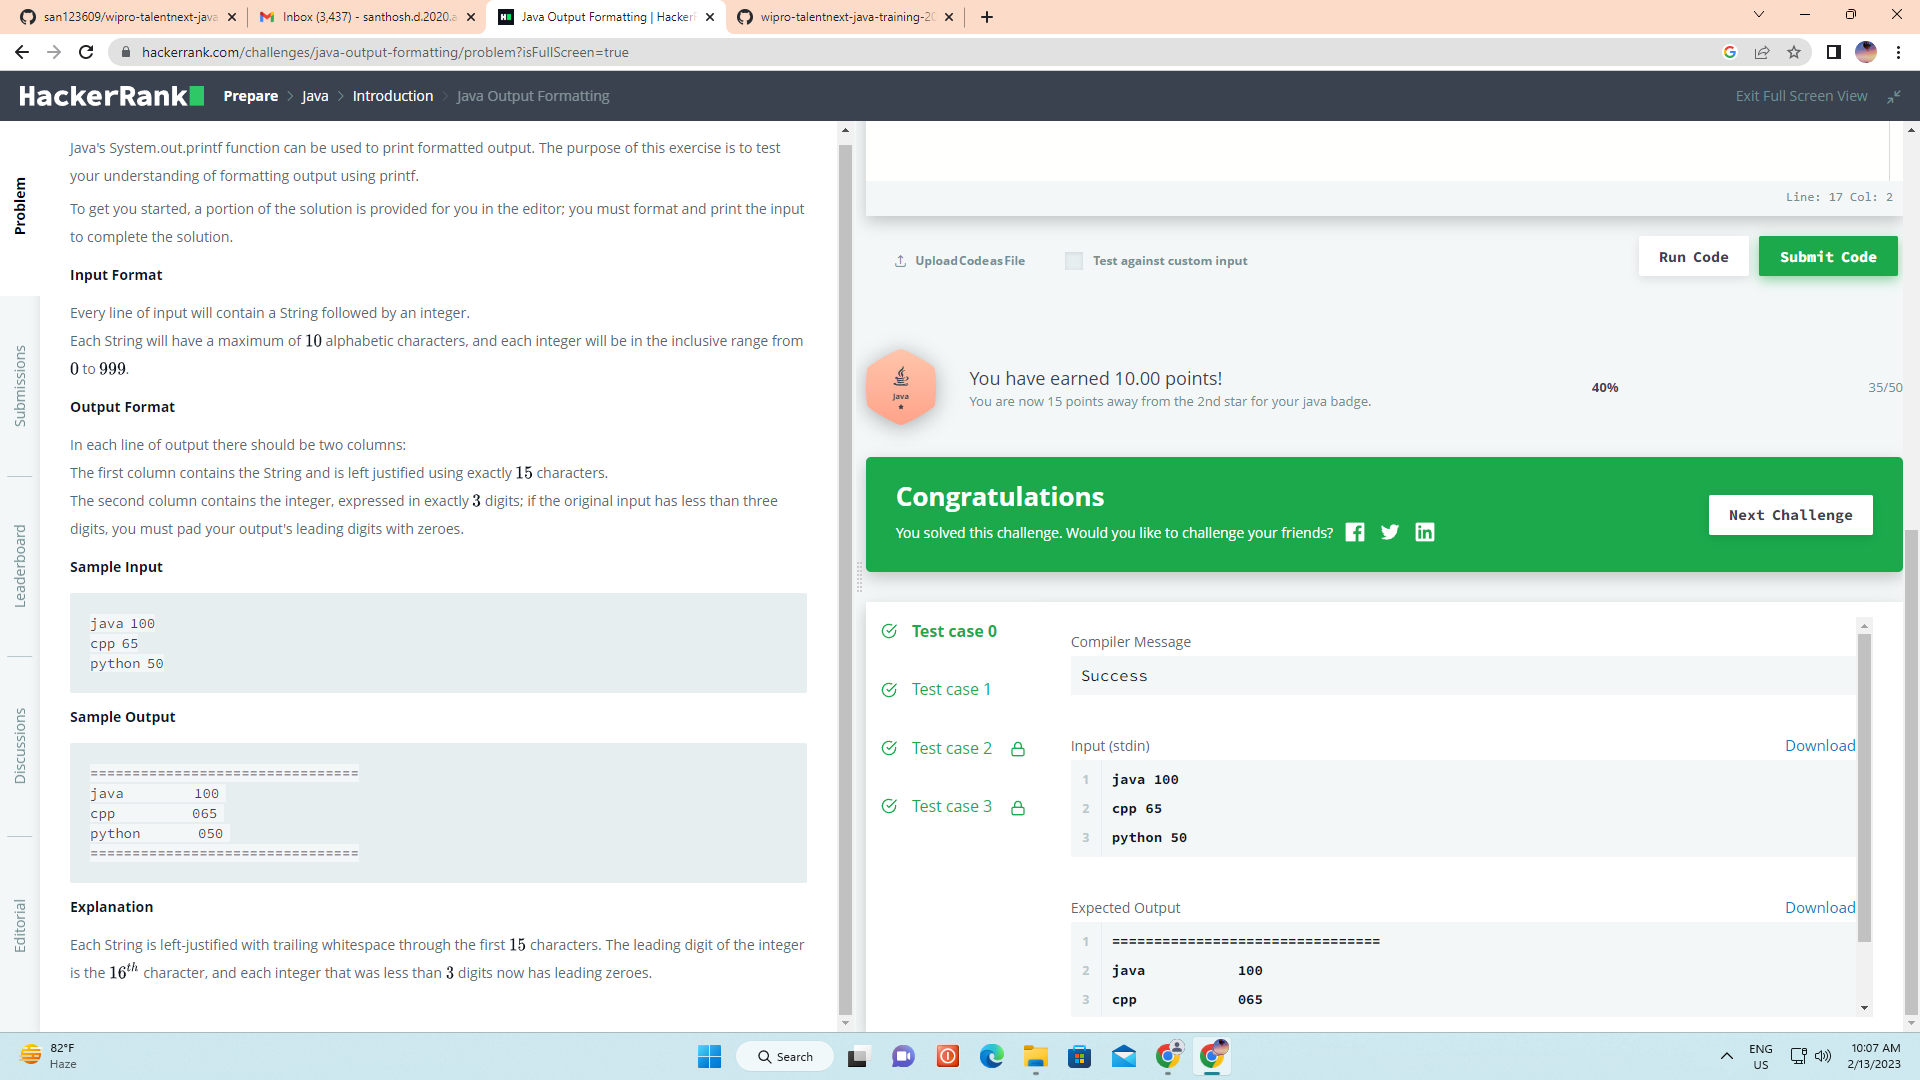 san123609/wipro-talentnext-java
Inbox (3,437) - santhosh.d.2020.a
Java Output Formatting | HackerR
wipro-talentnext-java-training-20
hackerrank.com/challenges/java-output-formatting/problem?isFullScreen=true
HackerRank
Prepare > Java > Introduction > Java Output Formatting
Exit Full Screen View
Problem
Submissions
Leaderboard
Discussions
Editorial
Java's System.out.printf function can be used to print formatted output. The purpose of this exercise is to test
your understanding of formatting output using printf.
To get you started, a portion of the solution is provided for you in the editor; you must format and print the input
to complete the solution.
Input Format
Every line of input will contain a String followed by an integer.
Each String will have a maximum of 10 alphabetic characters, and each integer will be in the inclusive range from
0 to 999.
Output Format
In each line of output there should be two columns:
The first column contains the String and is left justified using exactly 15 characters.
The second column contains the integer, expressed in exactly 3 digits; if the original input has less than three
digits, you must pad your output's leading digits with zeroes.
Sample Input
java 100
cpp 65
python 50
Sample Output
================================
java           100
cpp            065
python         050
================================
Explanation
Each String is left-justified with trailing whitespace through the first 15 characters. The leading digit of the integer
is the 16th character, and each integer that was less than 3 digits now has leading zeroes.
Line: 17 Col: 2
Upload Code as File
Test against custom input
Run Code
Submit Code
Java
You have earned 10.00 points!
You are now 15 points away from the 2nd star for your java badge.
40%
35/50
Congratulations
You solved this challenge. Would you like to challenge your friends?
Next Challenge
Test case 0
Test case 1
Test case 2
Test case 3
Compiler Message
Success
Input (stdin)
Download
1 java 100
2 cpp 65
3 python 50
Expected Output
Download
1 ================================
2 java           100
3 cpp            065
82°F
Haze
Search
ENG
US
10:07 AM
2/13/2023